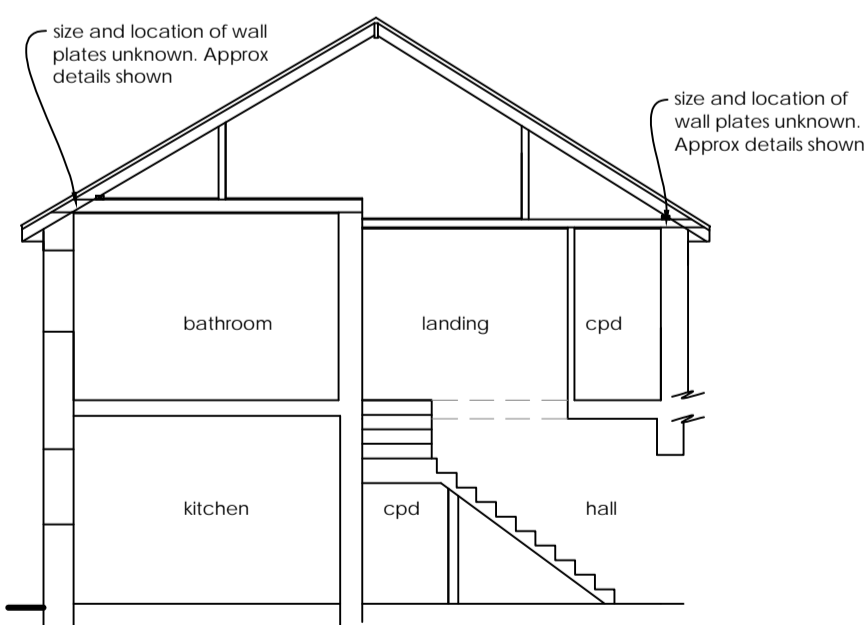 size and location of wall
plates unknown. Approx
details shown
size and location of
wall plates unknown.
Approx details shown
bathroom
landing
cpd
kitchen
cpd
hall